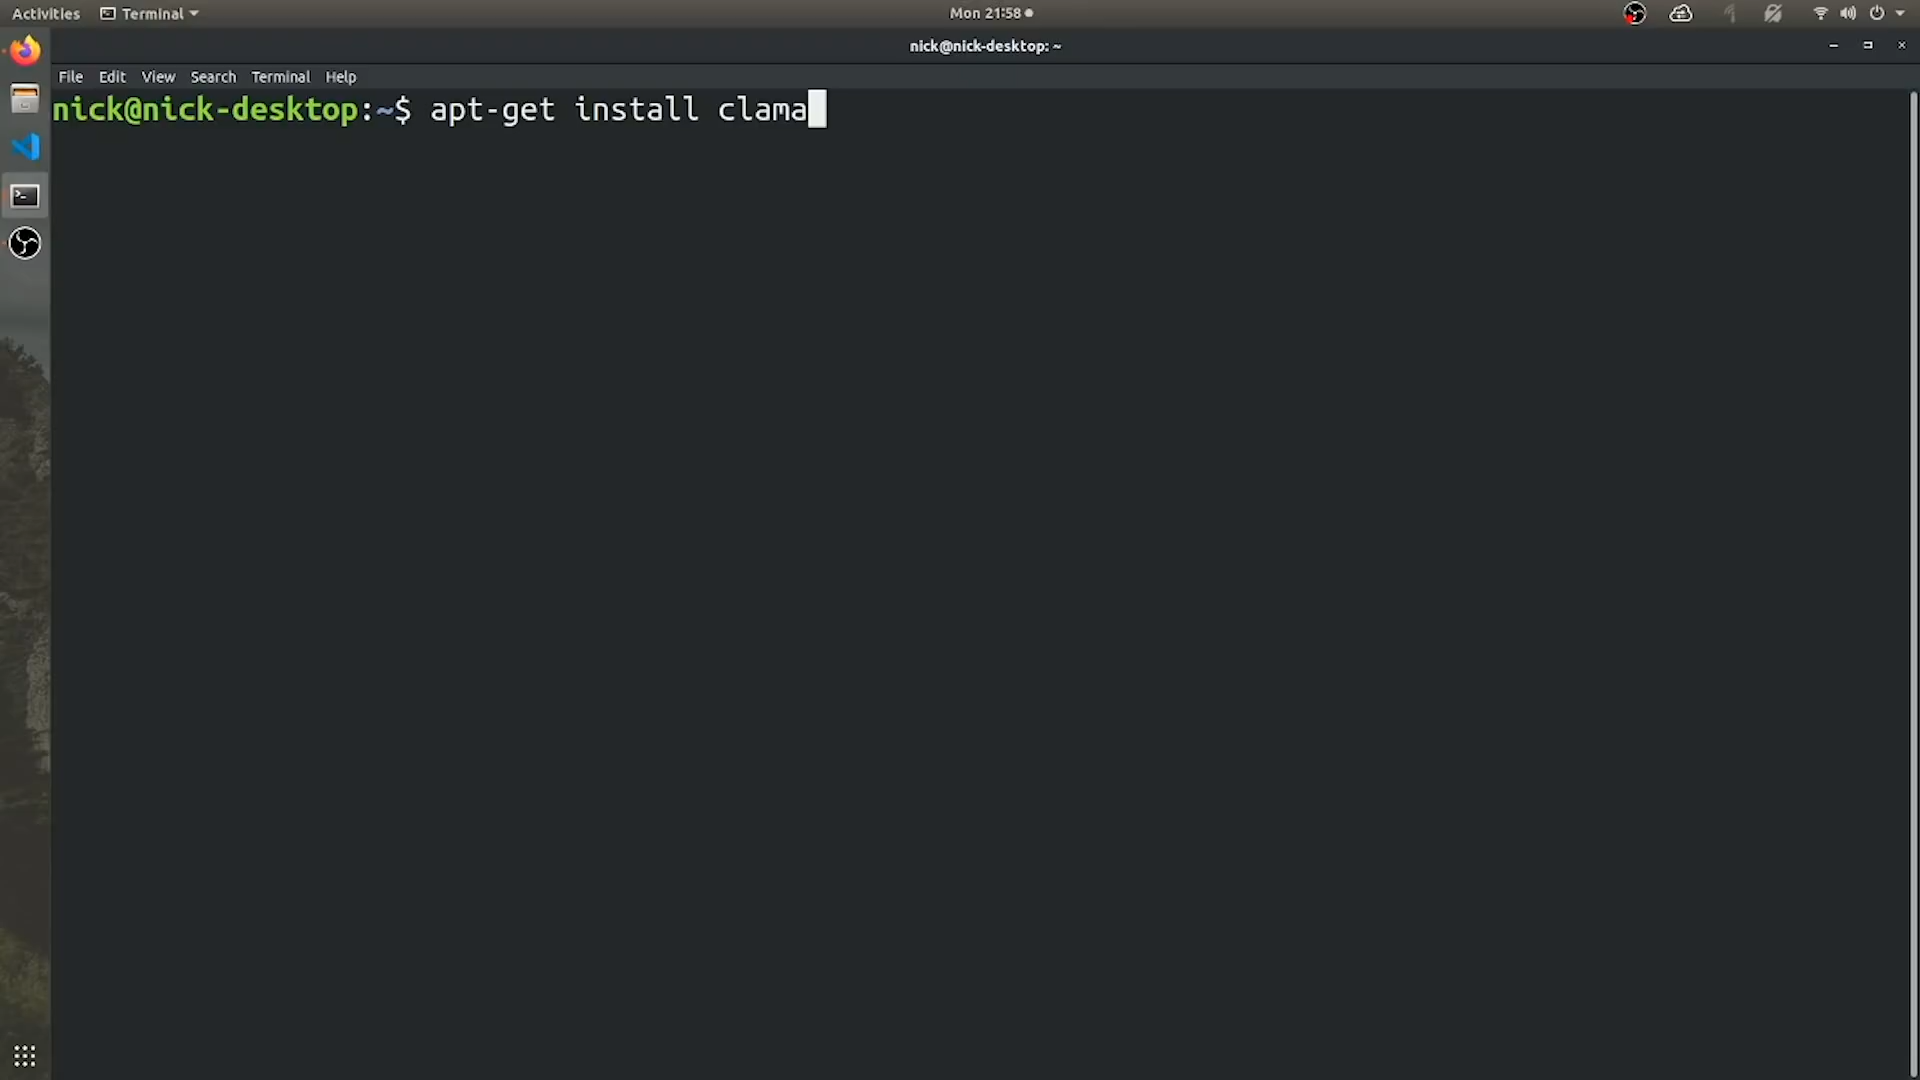 Activities Terminal Mon 21:58
nick@nick-desktop: ~
File Edit View Search Terminal Help
nick@nick-desktop:~$ apt-get install clama